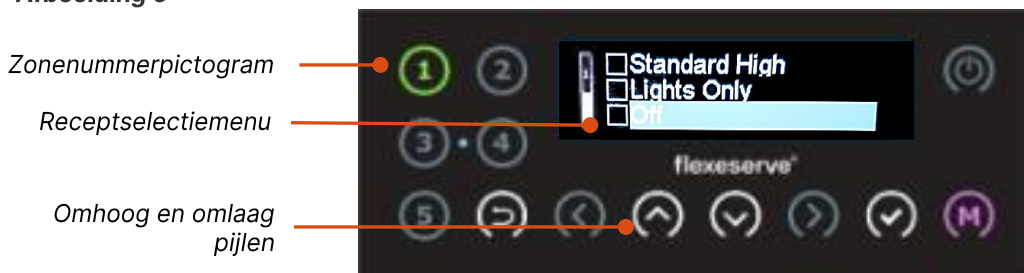 Zonenummerpictogram
1 2
Standard High
Lights Only
Off
Receptselectiemenu
3 4
flexeserve
Omhoog en omlaag
pijlen
5
M